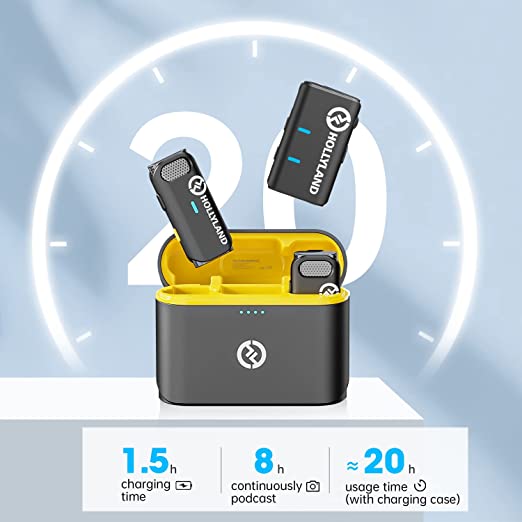 20
HOLLYLAND
HOLLYLAND
1.5h
charging
time
8h
continuously
podcast
≈ 20h
usage time
(with charging case)